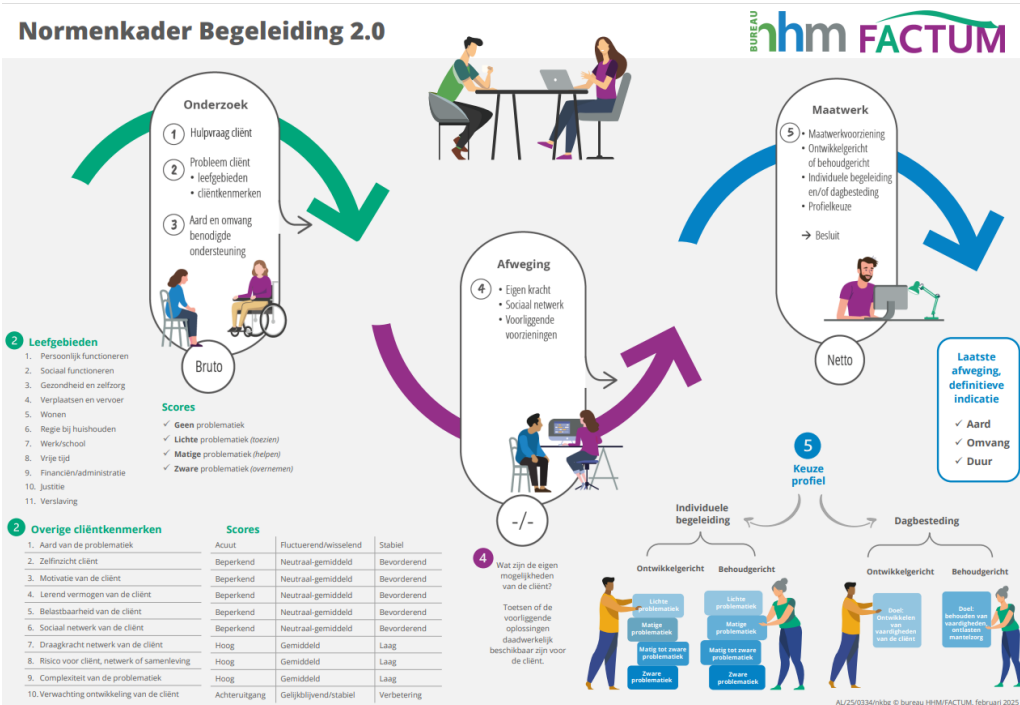 Normenkader Begeleiding 2.0
BUREAU
hhm FACTUM
Onderzoek
1 Hulpvraag cliënt
2 Probleem cliënt
• leefgebieden
• cliëntkenmerken
3 Aard en omvang
benodigde
ondersteuning
Bruto
Afweging
4 • Eigen kracht
• Sociaal netwerk
• Voorliggende
voorzieningen
-/-
Maatwerk
5 • Maatwerkvoorziening
• Ontwikkelgericht
of behoudgericht
• Individuele begeleiding
en/of dagbesteding
• Profielkeuze
→ Besluit
Netto
2 Leefgebieden
1. Persoonlijk functioneren
2. Sociaal functioneren
3. Gezondheid en zelfzorg
4. Verplaatsen en vervoer
5. Wonen
6. Regie bij huishouden
7. Werk/school
8. Vrije tijd
9. Financiën/administratie
10. Justitie
11. Verslaving
Scores
✓ Geen problematiek
✓ Lichte problematiek (toezien)
✓ Matige problematiek (helpen)
✓ Zware problematiek (overnemen)
2 Overige cliëntkenmerken Scores
1. Aard van de problematiek Acuut Fluctuerend/wisselend Stabiel
2. Zelfinzicht cliënt Beperkend Neutraal-gemiddeld Bevorderend
3. Motivatie van de cliënt Beperkend Neutraal-gemiddeld Bevorderend
4. Lerend vermogen van de cliënt Beperkend Neutraal-gemiddeld Bevorderend
5. Belastbaarheid van de cliënt Beperkend Neutraal-gemiddeld Bevorderend
6. Sociaal netwerk van de cliënt Beperkend Neutraal-gemiddeld Bevorderend
7. Draagkracht netwerk van de cliënt Hoog Gemiddeld Laag
8. Risico voor cliënt, netwerk of samenleving Hoog Gemiddeld Laag
9. Complexiteit van de problematiek Hoog Gemiddeld Laag
10. Verwachting ontwikkeling van de cliënt Achteruitgang Gelijkblijvend/stabiel Verbetering
4 Wat zijn de eigen
mogelijkheden
van de cliënt?
Toetsen of de
voorliggende
oplossingen
daadwerkelijk
beschikbaar zijn voor
de cliënt.
5
Keuze
profiel
Individuele
begeleiding
Ontwikkelgericht Behoudgericht
Lichte
problematiek
Matige
problematiek
Matig tot zware
problematiek
Zware
problematiek
Lichte
problematiek
Matige
problematiek
Matig tot zware
problematiek
Zware
problematiek
Dagbesteding
Ontwikkelgericht Behoudgericht
Doel:
Ontwikkelen
van
vaardigheden
van de cliënt
Doel:
behouden van
vaardigheden/
ontlasten
mantelzorg
Laatste
afweging,
definitieve
indicatie
✓ Aard
✓ Omvang
✓ Duur
AL/25/0334/nkbg © bureau HHM/FACTUM, februari 2025